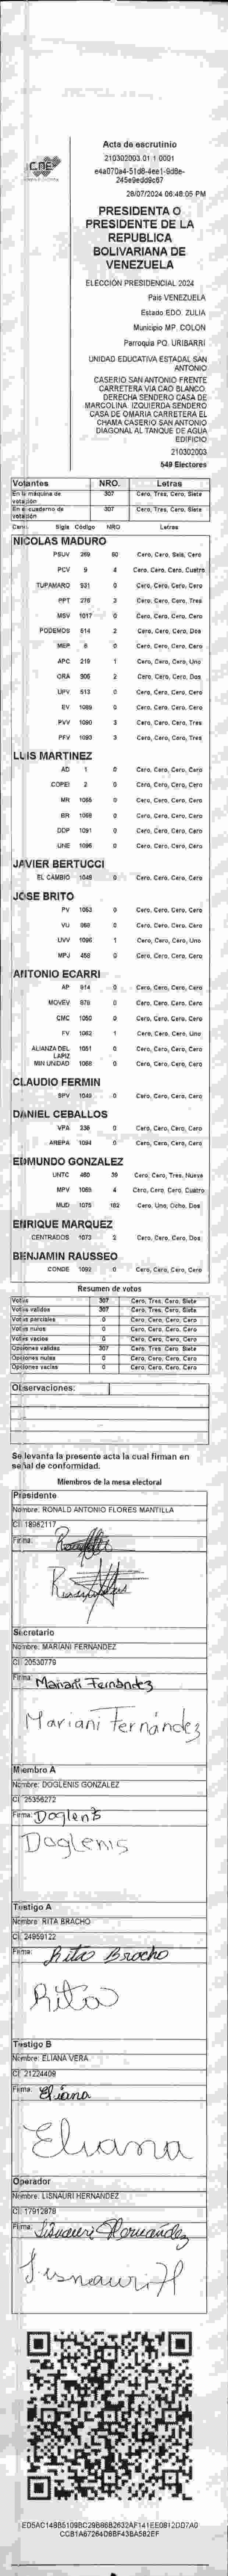 CNE
Acta de escrutinio
210302003.01.1.0001
28/07/2024 06:48:05 PM
PRESIDENTA O
PRESIDENTE DE LA
REPUBLICA
BOLIVARIANA DE
VENEZUELA
ELECCIÓN PRESIDENCIAL 2024
País VENEZUELA
Estado EDO. ZULIA
Municipio MP. COLON
Parroquia PQ. URIBARRI
UNIDAD EDUCATIVA ESTADAL SAN
ANTONIO
CASERIO SAN ANTONIO FRENTE
CARRETERA VIA CAO BLANCO.
DERECHA SENDERO CASA DE
MARCOLINA. IZQUIERDA SENDERO
CASA DE OMARIA CARRETERA EL
CHAMA CASERIO SAN ANTONIO
DIAGONAL AL TANQUE DE AGUA
EDIFICIO
210302003
549 Electores
Votantes NRO. Letras
En la máquina de votación 307 Cero, Tres, Cero, Siete
En el cuaderno de votación 307 Cero, Tres, Cero, Siete
Sigla Código NRO Letras
NICOLAS MADURO
PSUV 269 60 Cero, Cero, Seis, Cero
PCV 9 4 Cero, Cero, Cero, Cuatro
TUPAMARO 931 0 Cero, Cero, Cero, Cero
PPT 276 3 Cero, Cero, Cero, Tres
MSV 1017 0 Cero, Cero, Cero, Cero
PODEMOS 514 2 Cero, Cero, Cero, Dos
MEP 6 0 Cero, Cero, Cero, Cero
APC 219 1 Cero, Cero, Cero, Uno
ORA 306 2 Cero, Cero, Cero, Dos
UPV 513 0 Cero, Cero, Cero, Cero
EV 1089 0 Cero, Cero, Cero, Cero
PVV 1090 3 Cero, Cero, Cero, Tres
PFV 1093 3 Cero, Cero, Cero, Tres
LUIS MARTINEZ
AD 1 0 Cero, Cero, Cero, Cero
COPEI 2 0 Cero, Cero, Cero, Cero
MR 1055 0 Cero, Cero, Cero, Cero
BR 1098 0 Cero, Cero, Cero, Cero
DDP 1091 0 Cero, Cero, Cero, Cero
UNE 1095 0 Cero, Cero, Cero, Cero
JAVIER BERTUCCI
EL CAMBIO 1048 0 Cero, Cero, Cero, Cero
JOSE BRITO
PV 1053 0 Cero, Cero, Cero, Cero
VU 968 0 Cero, Cero, Cero, Cero
UVV 1096 1 Cero, Cero, Cero, Uno
MPJ 458 0 Cero, Cero, Cero, Cero
ANTONIO ECARRI
AP 914 0 Cero, Cero, Cero, Cero
MOVEV 879 0 Cero, Cero, Cero, Cero
CMC 1050 0 Cero, Cero, Cero, Cero
FV 1062 1 Cero, Cero, Cero, Uno
ALIANZA DEL LAPIZ 1051 0 Cero, Cero, Cero, Cero
MIN UNIDAD 1068 0 Cero, Cero, Cero, Cero
CLAUDIO FERMIN
SPV 1049 0 Cero, Cero, Cero, Cero
DANIEL CEBALLOS
VPA 336 0 Cero, Cero, Cero, Cero
AREPA 1094 0 Cero, Cero, Cero, Cero
EDMUNDO GONZALEZ
UNTC 460 39 Cero, Cero, Tres, Nueve
MPV 1069 4 Cero, Cero, Cero, Cuatro
MUD 1075 182 Cero, Uno, Ocho, Dos
ENRIQUE MARQUEZ
CENTRADOS 1073 2 Cero, Cero, Cero, Dos
BENJAMIN RAUSSEO
CONDE 1092 0 Cero, Cero, Cero, Cero
Resumen de votos
Votos 307 Cero, Tres, Cero, Siete
Votos validos 307 Cero, Tres, Cero, Siete
Votos parciales 0 Cero, Cero, Cero, Cero
Votos nulos 0 Cero, Cero, Cero, Cero
Votos vacios 0 Cero, Cero, Cero, Cero
Opciones validas 307 Cero, Tres, Cero, Siete
Opciones nulas 0 Cero, Cero, Cero, Cero
Opciones vacias 0 Cero, Cero, Cero, Cero
Observaciones:
Se levanta la presente acta la cual firman en
señal de conformidad.
Miembros de la mesa electoral
Presidente
Nombre: RONALD ANTONIO FLORES MANTILLA
CI: 18962117
Firma:
Secretario
Nombre: MARIANI FERNANDEZ
CI: 20530779
Firma: Mariani Fernández
Mariani Fernández
Miembro A
Nombre: DOGLENIS GONZALEZ
CI: 25356272
Firma: Doglenis
Doglenis
Testigo A
Nombre: RITA BRACHO
CI: 24959122
Firma: Rita Bracho
Rita
Testigo B
Nombre: ELIANA VERA
CI: 21224409
Firma: Eliana
Eliana
Operador
Nombre: LISNAURI HERNANDEZ
CI: 17912878
Firma: Lisnauri Hernández
Lisnauri H